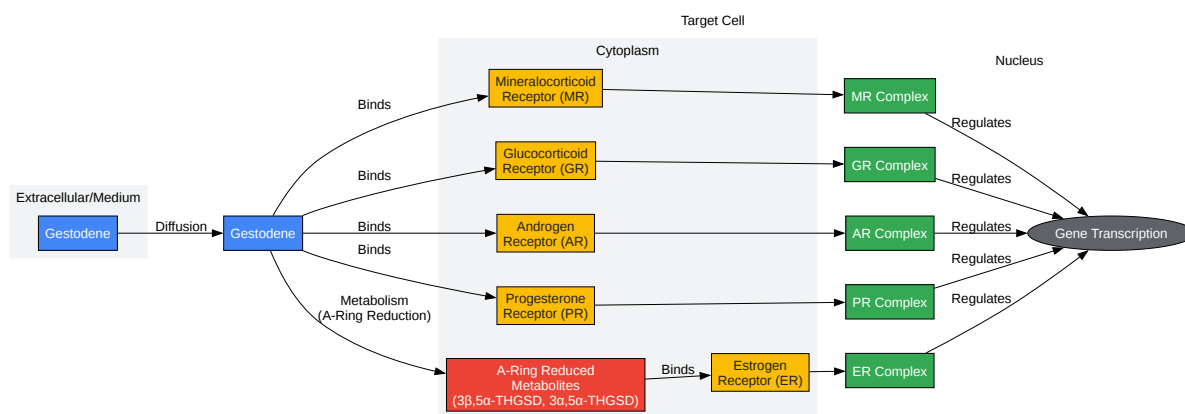 Target Cell
Cytoplasm
Nucleus
Mineralocorticoid
Receptor (MR)
MR Complex
Binds
Regulates
Glucocorticoid
Receptor (GR)
GR Complex
Binds
Regulates
Extracellular/Medium
Gestodene
Diffusion
Gestodene
Binds
Androgen
Receptor (AR)
AR Complex
Regulates
Gene Transcription
Binds
Regulates
Progesterone
Receptor (PR)
PR Complex
Regulates
Metabolism
(A-Ring Reduction)
A-Ring Reduced
Metabolites
(3β,5α-THGSD, 3α,5α-THGSD)
Binds
Estrogen
Receptor (ER)
ER Complex